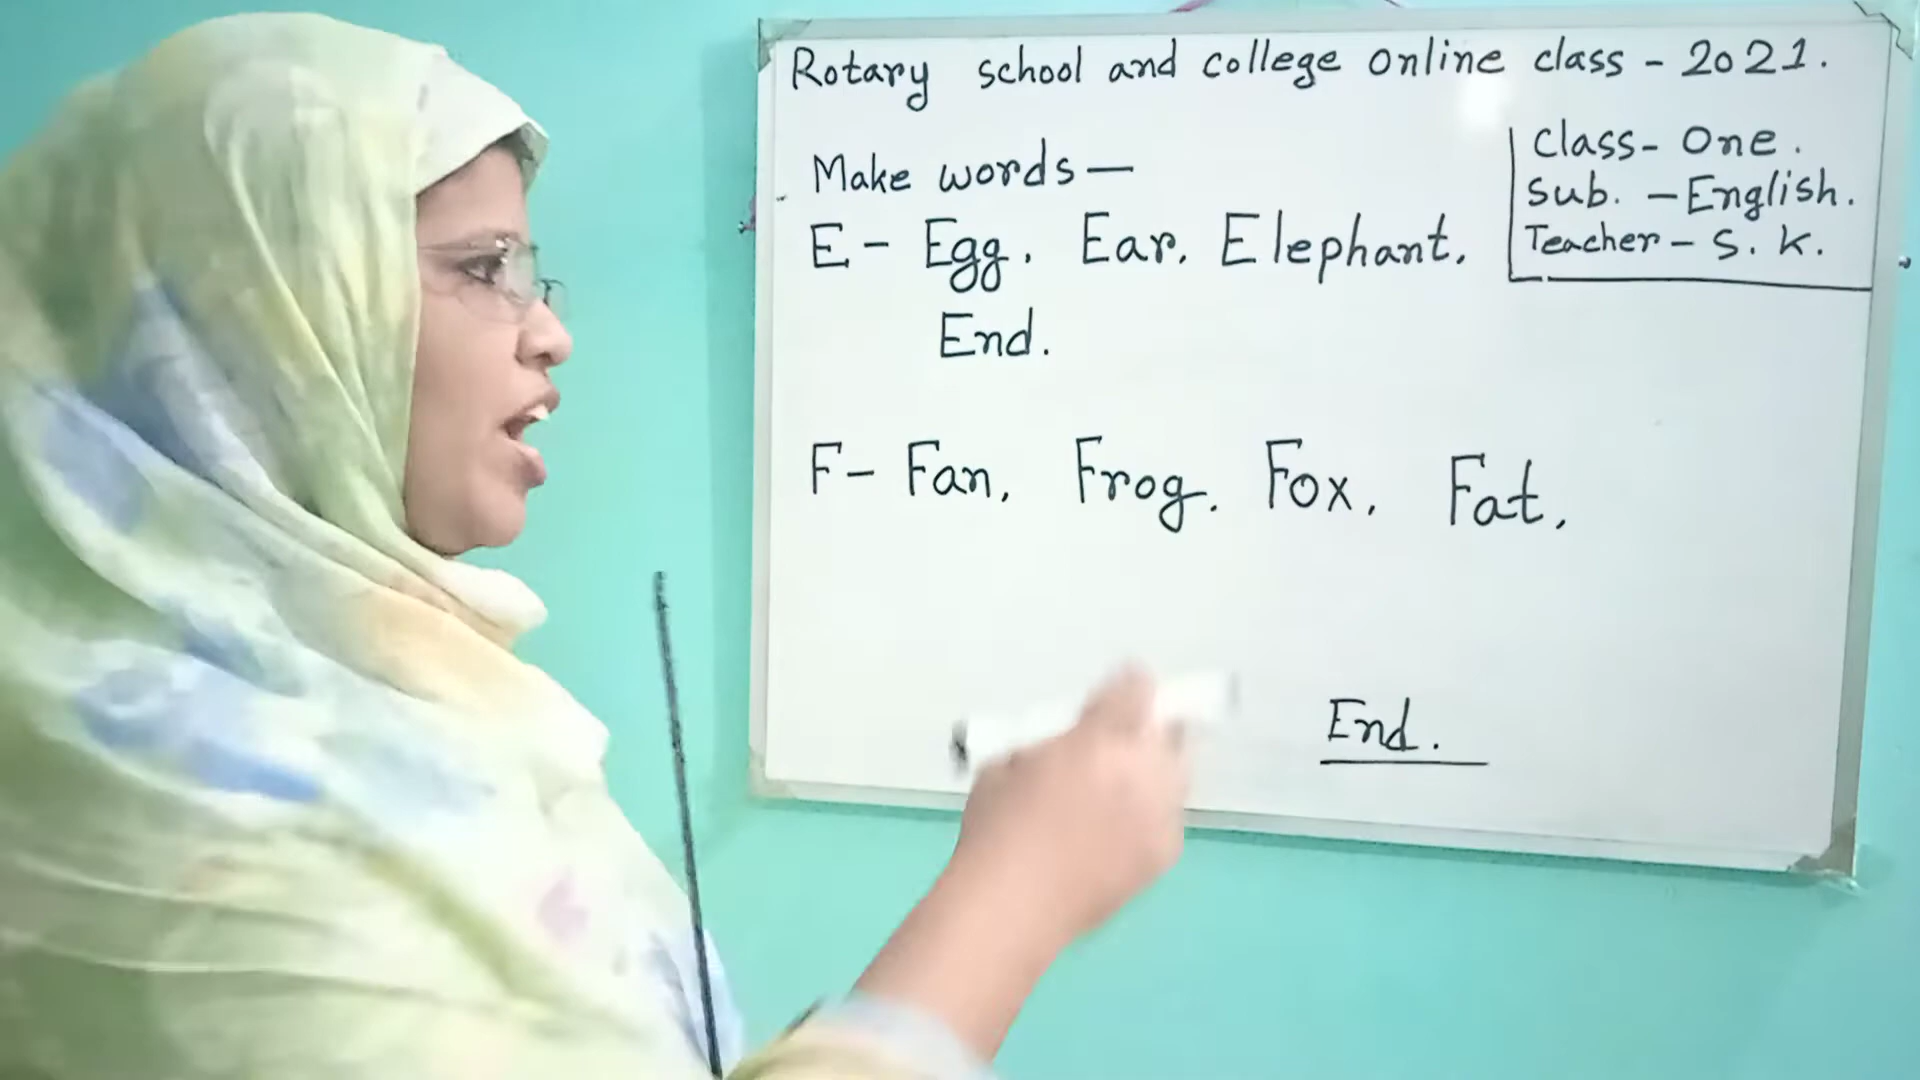 Rotary school and college online class - 2021.
Class - One.
Sub. - English.
Teacher - S. K.
Make words —
E - Egg. Ear. Elephant.
End.
F - Fan. Frog. Fox. Fat.
End.